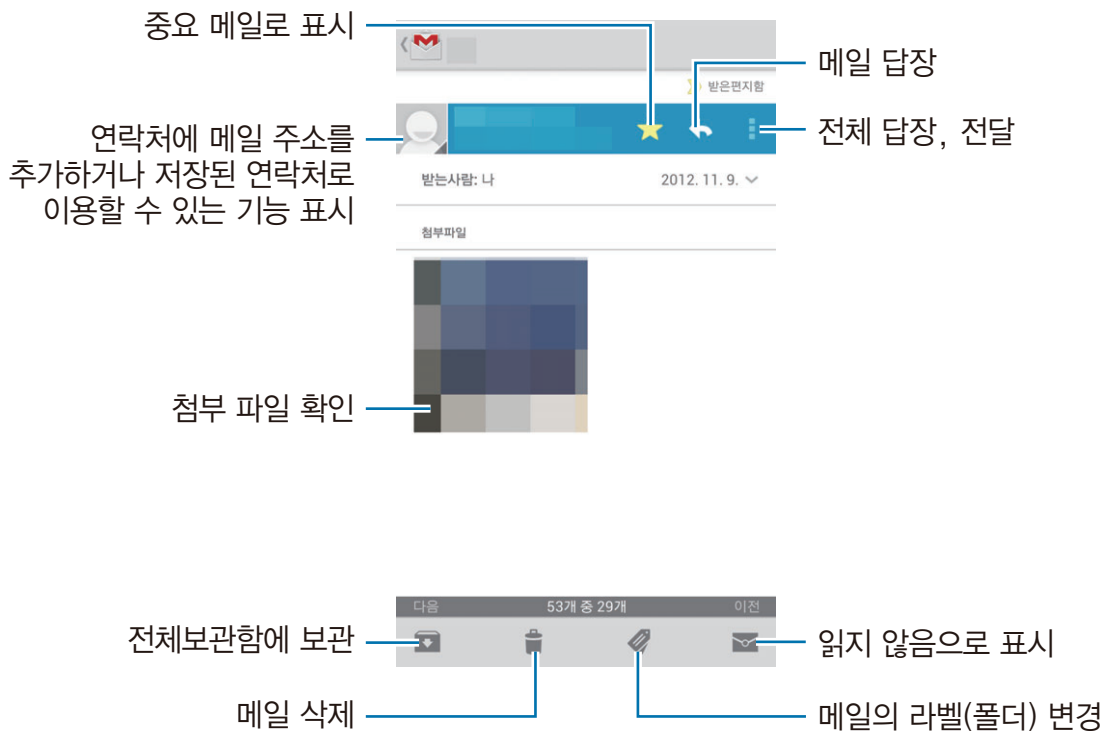 중요 메일로 표시
메일 답장
받은편지함
연락처에 메일 주소를
추가하거나 저장된 연락처로
이용할 수 있는 기능 표시
전체 답장, 전달
받는사람: 나
2012. 11. 9.
첨부파일
첨부 파일 확인
다음
53개 중 29개
이전
전체보관함에 보관
읽지 않음으로 표시
메일 삭제
메일의 라벨(폴더) 변경